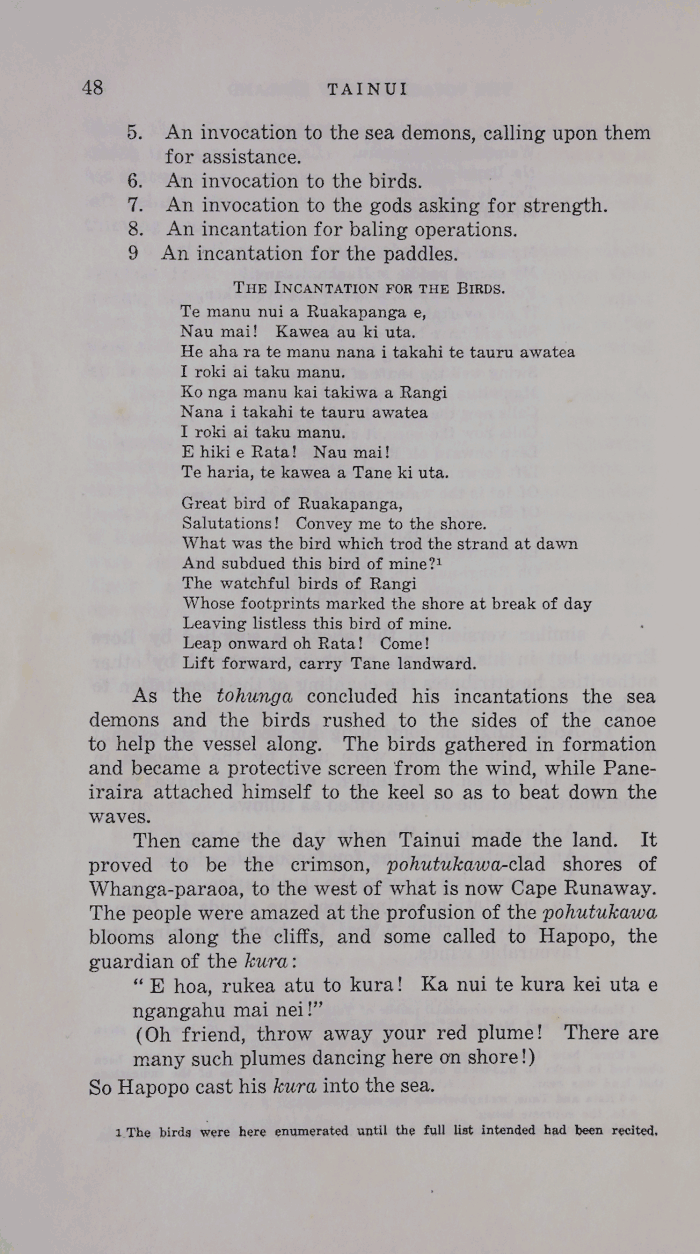 48 TAINUI
5. An invocation to the sea demons, calling upon them
for assistance.
6. An invocation to the birds.
7. An invocation to the gods asking for strength.
8. An incantation for baling operations.
9 An incantation for the paddles.
THE INCANTATION FOR THE BIRDS.
Te manu nui a Ruakapanga e,
Nau mai! Kawea au ki uta.
He aha ra te manu nana i takahi te tauru awatea
I roki ai taku manu.
Ko nga manu kai takiwa a Rangi
Nana i takahi te tauru awatea
I roki ai taku manu.
E hiki e Rata! Nau mai!
Te haria, te kawea a Tane ki uta.
Great bird of Ruakapanga,
Salutations! Convey me to the shore.
What was the bird which trod the strand at dawn
And subdued this bird of mine?¹
The watchful birds of Rangi
Whose footprints marked the shore at break of day
Leaving listless this bird of mine.
Leap onward oh Rata! Come!
Lift forward, carry Tane landward.
As the tohunga concluded his incantations the sea
demons and the birds rushed to the sides of the canoe
to help the vessel along. The birds gathered in formation
and became a protective screen from the wind, while Pane-
iraira attached himself to the keel so as to beat down the
waves.
Then came the day when Tainui made the land. It
proved to be the crimson, pohutukawa-clad shores of
Whanga-paraoa, to the west of what is now Cape Runaway.
The people were amazed at the profusion of the pohutukawa
blooms along the cliffs, and some called to Hapopo, the
guardian of the kura:
“ E hoa, rukea atu to kura! Ka nui te kura kei uta e
ngangahu mai nei!”
(Oh friend, throw away your red plume! There are
many such plumes dancing here on shore!)
So Hapopo cast his kura into the sea.
1 The birds were here enumerated until the full list intended had been recited.